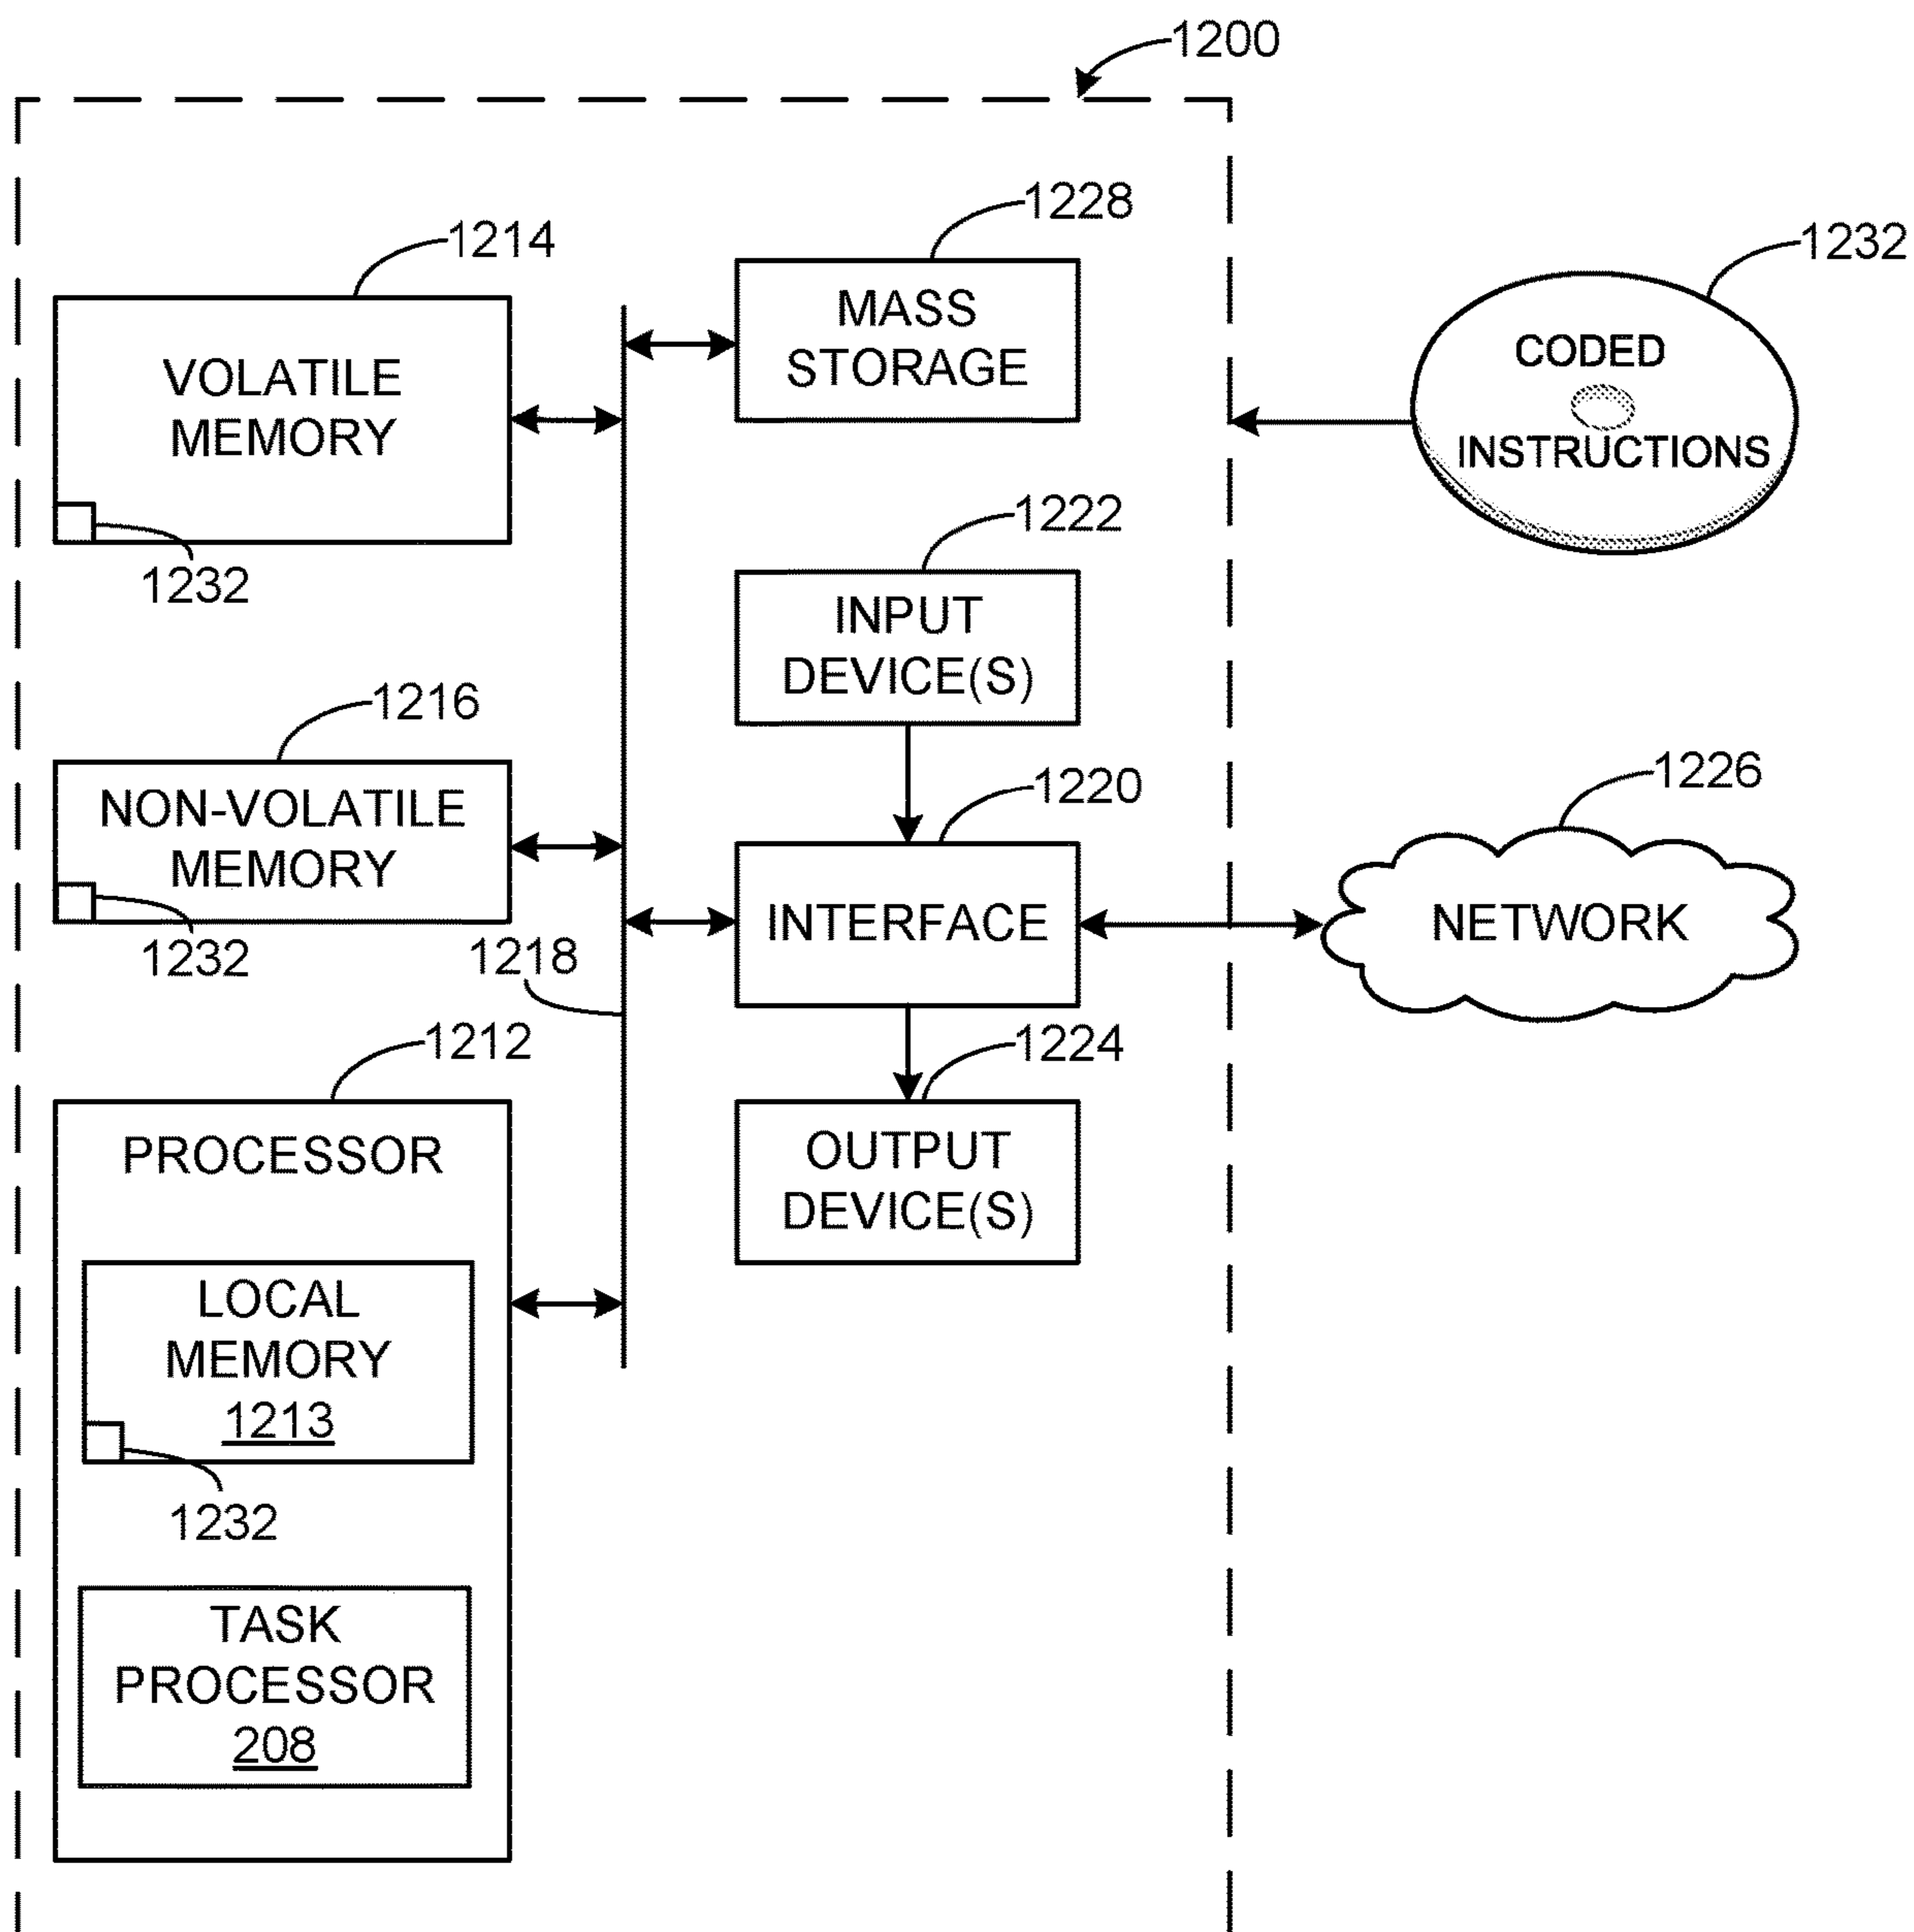 1200
1214
VOLATILE
MEMORY
1232
1228
MASS
STORAGE
1232
CODED
INSTRUCTIONS
1222
INPUT
DEVICE(S)
1216
NON-VOLATILE
MEMORY
1232
1218
1220
INTERFACE
1226
NETWORK
1212
PROCESSOR
LOCAL
MEMORY
1213
1232
TASK
PROCESSOR
208
1224
OUTPUT
DEVICE(S)